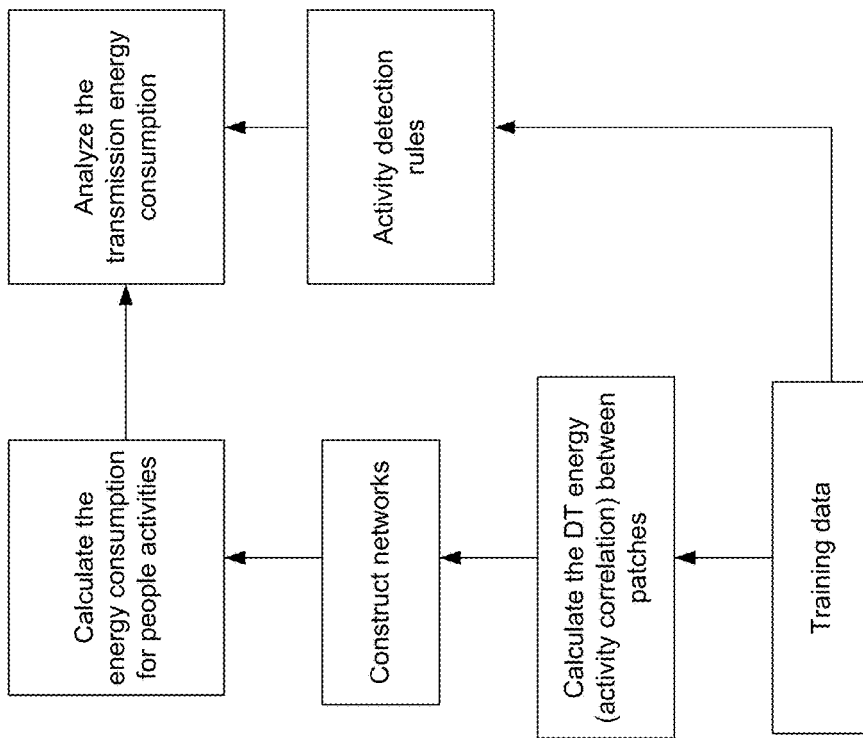 Training data
Calculate the DT energy
(activity correlation) between
patches
Construct networks
Calculate the
energy consumption
for people activities
Activity detection
rules
Analyze the
transmission energy
consumption